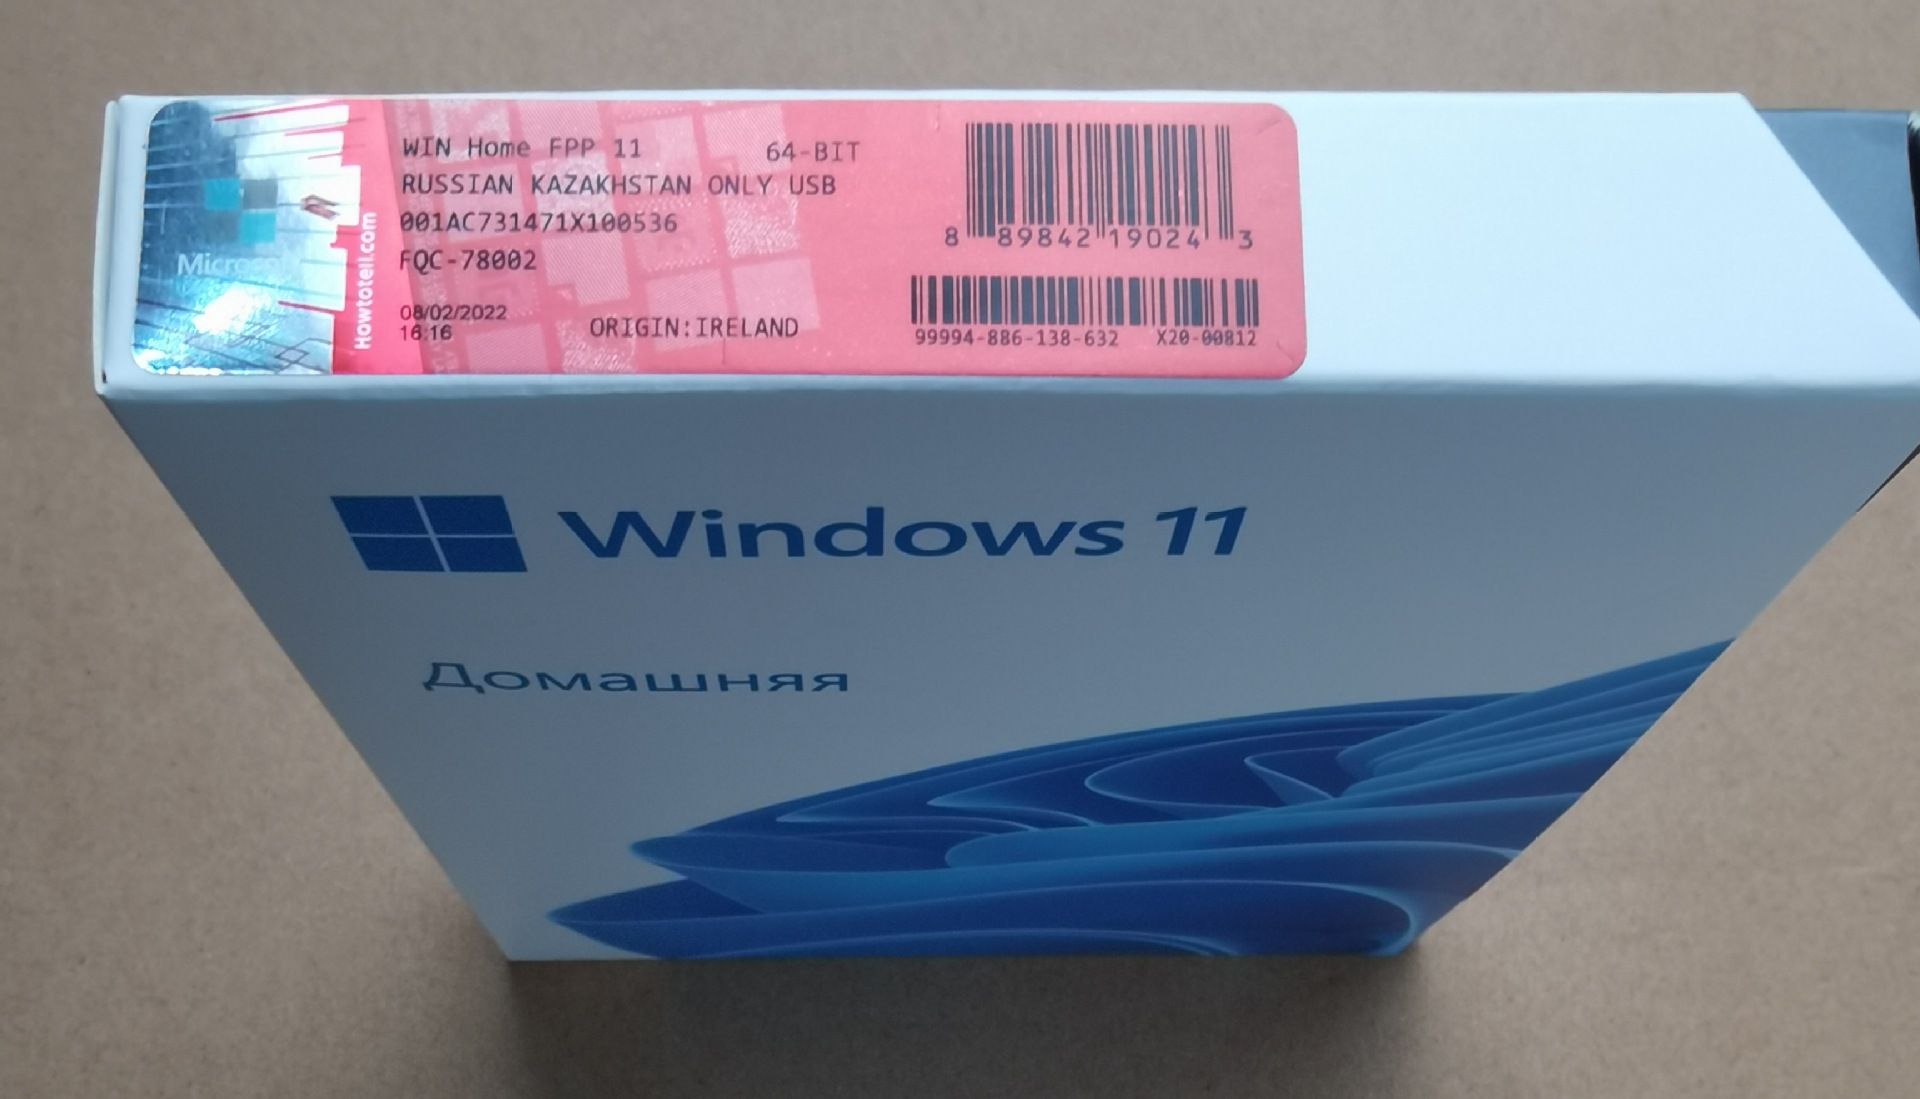 WIN Home FPP 11 64-BIT
RUSSIAN KAZAKHSTAN ONLY USB
001AC731471X100536
FQC-78002
08/02/2022
16:16
ORIGIN:IRELAND
8 89842 19024 3
99994-886-138-632 X20-00812
Microsoft
Howtotell.com
Windows 11
Домашняя